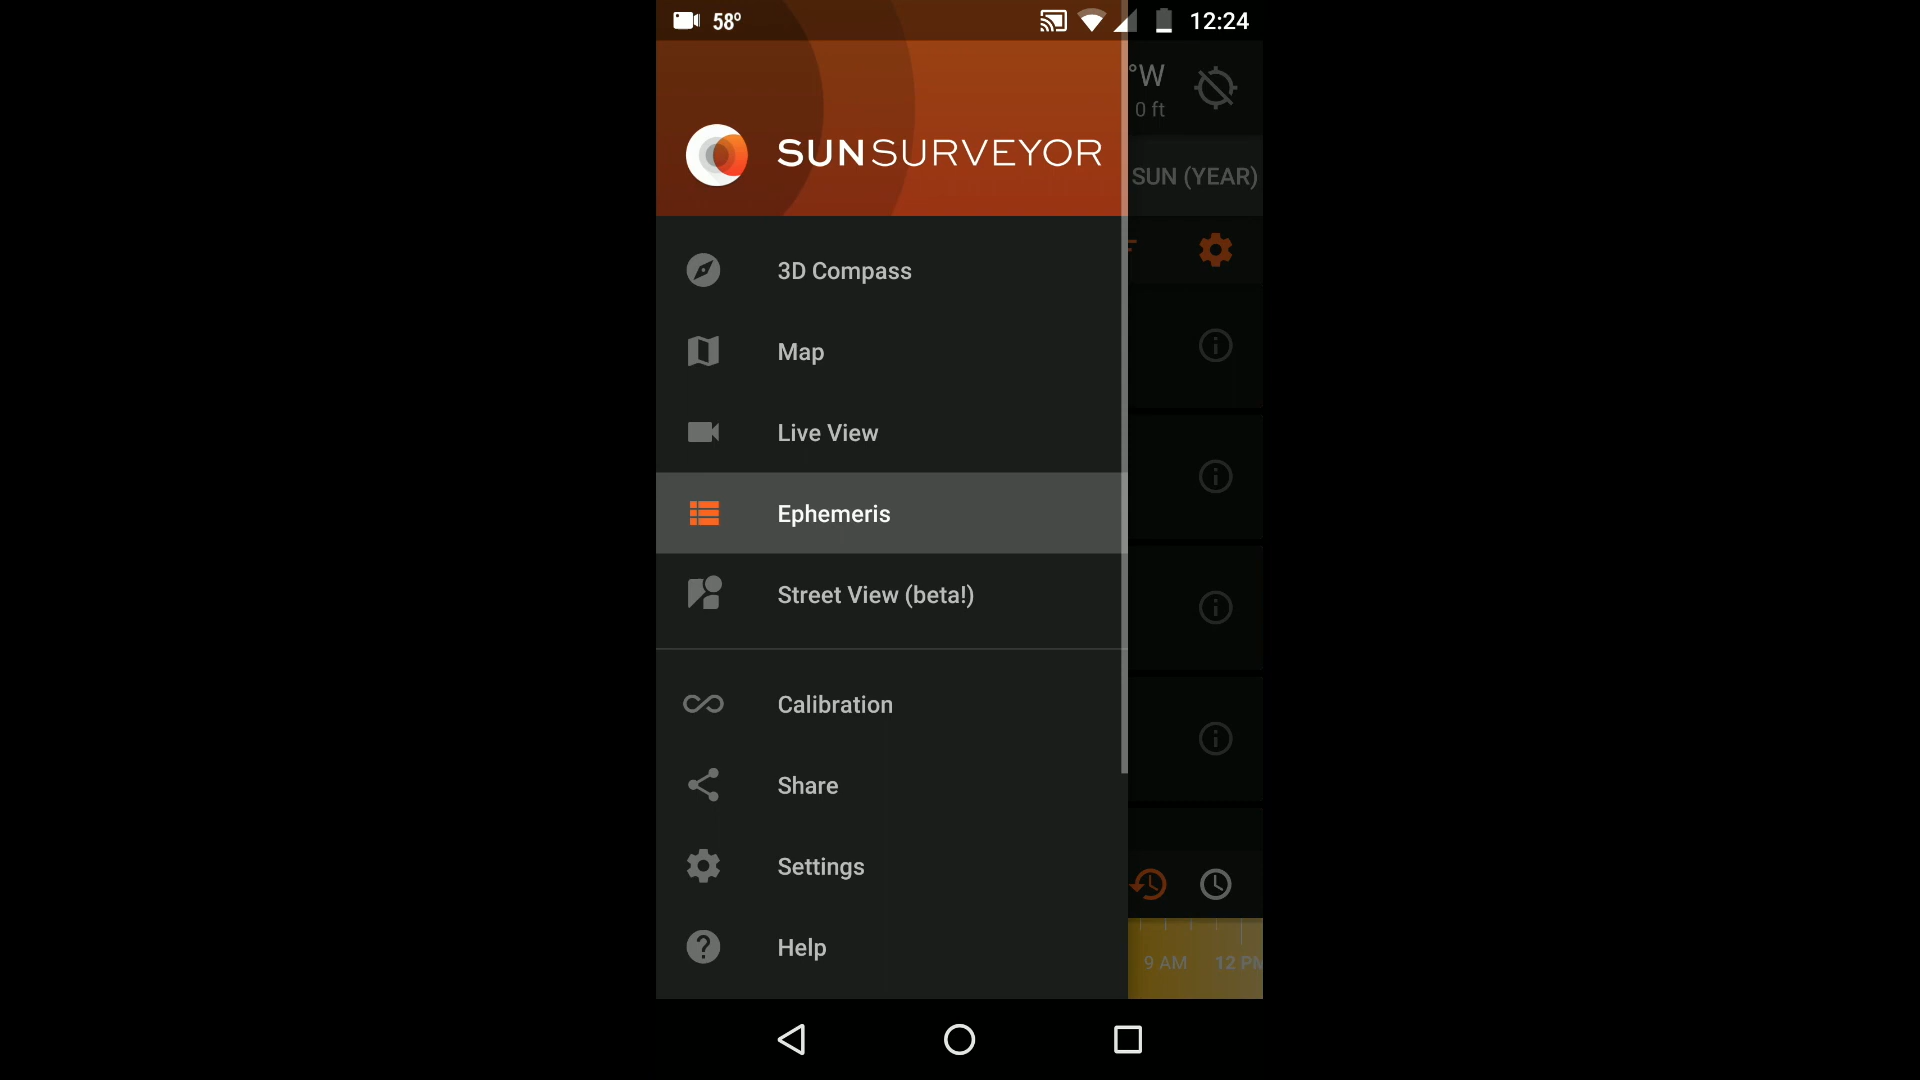 58°
12:24
°W
0 ft
SUNSURVEYOR
SUN (YEAR)
3D Compass
Map
Live View
Ephemeris
Street View (beta!)
Calibration
Share
Settings
Help
9 AM
12 PM